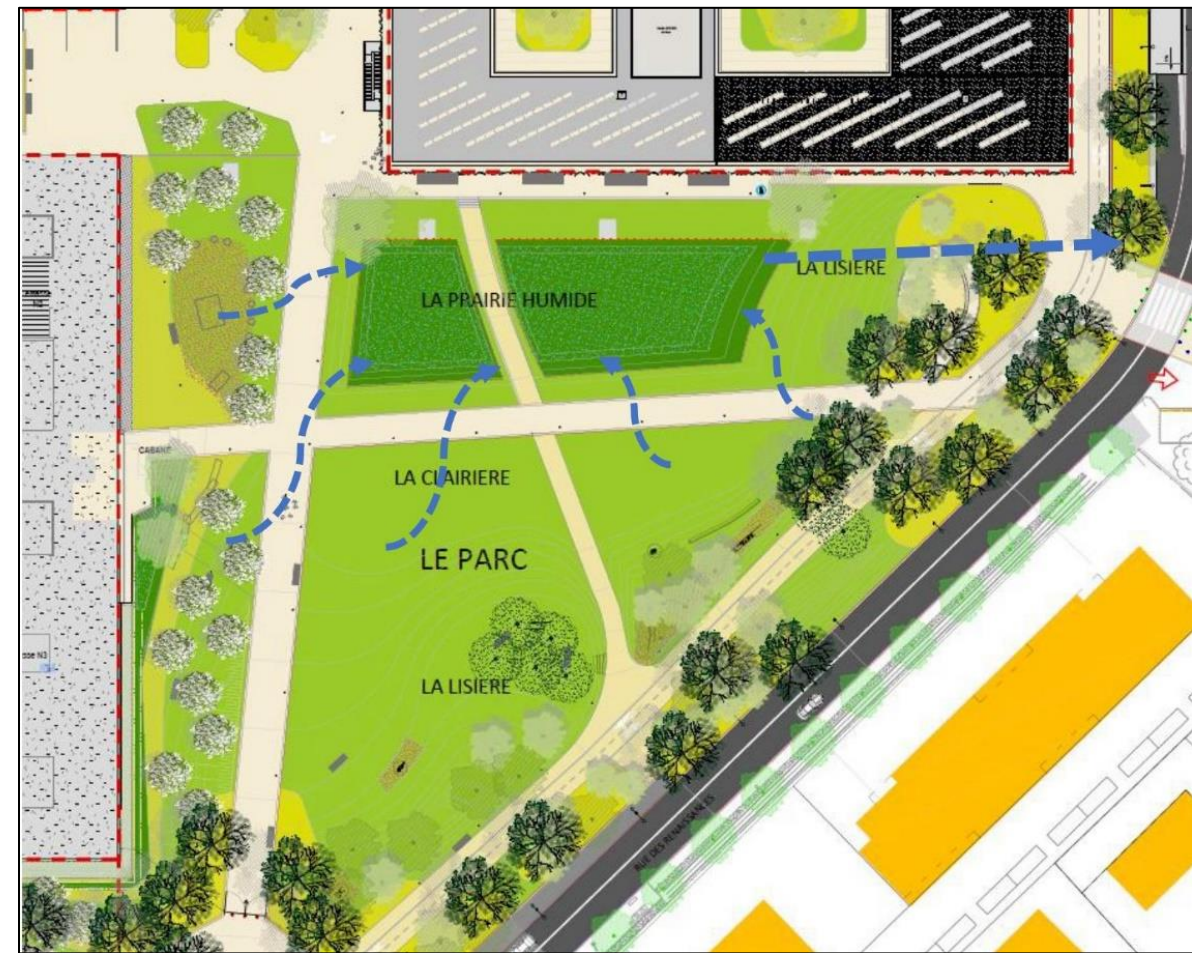 LA LISIERE
LA PRAIRIE HUMIDE
CABANE
LA CLAIRIERE
LE PARC
LA LISIERE
RUE DES RENAISSANCES